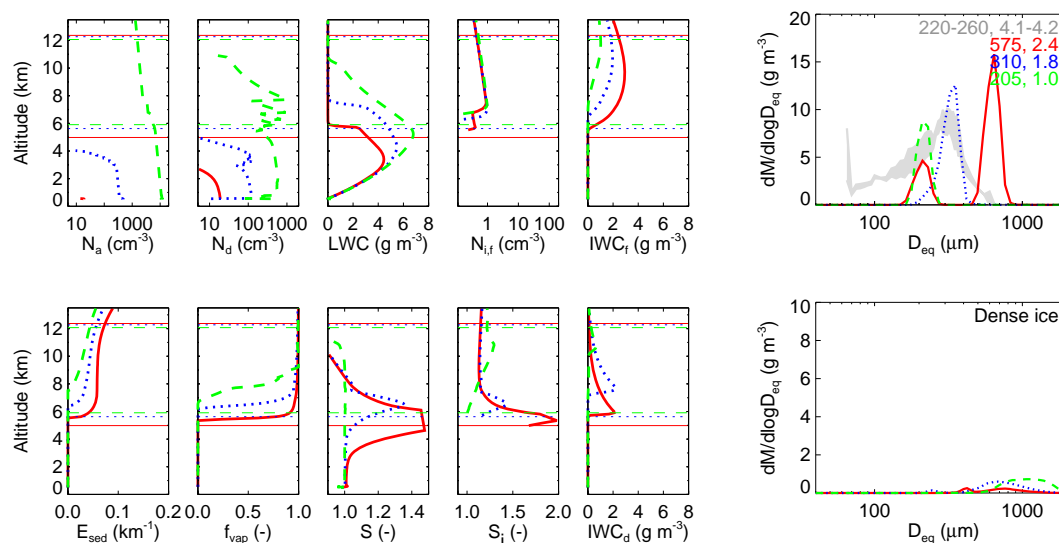 12
10
8
6
4
2
0
Altitude (km)
5
1000
N_a (cm^-3)
5
100
1000
N_d (cm^-3)
0 2 4 6 8
LWC (g m^-3)
1
10
100
N_i,f (cm^-3)
0 2 4 6 8
IWC_f (g m^-3)
20
15
10
5
0
dM/dlogD_eq (g m^-3)
220-260, 4.1-4.2
575, 2.4
310, 1.8
205, 1.0
100
1000
D_eq (μm)
12
10
8
6
4
2
0
Altitude (km)
0.0 0.1 0.2
E_sed (km^-1)
0.0
1.0
f_vap (-)
1.0 1.2 1.4
S (-)
1.0 1.5 2.0
S_i (-)
0 2 4 6 8
IWC_d (g m^-3)
10
8
6
4
2
0
dM/dlogD_eq (g m^-3)
Dense ice
100
1000
D_eq (μm)